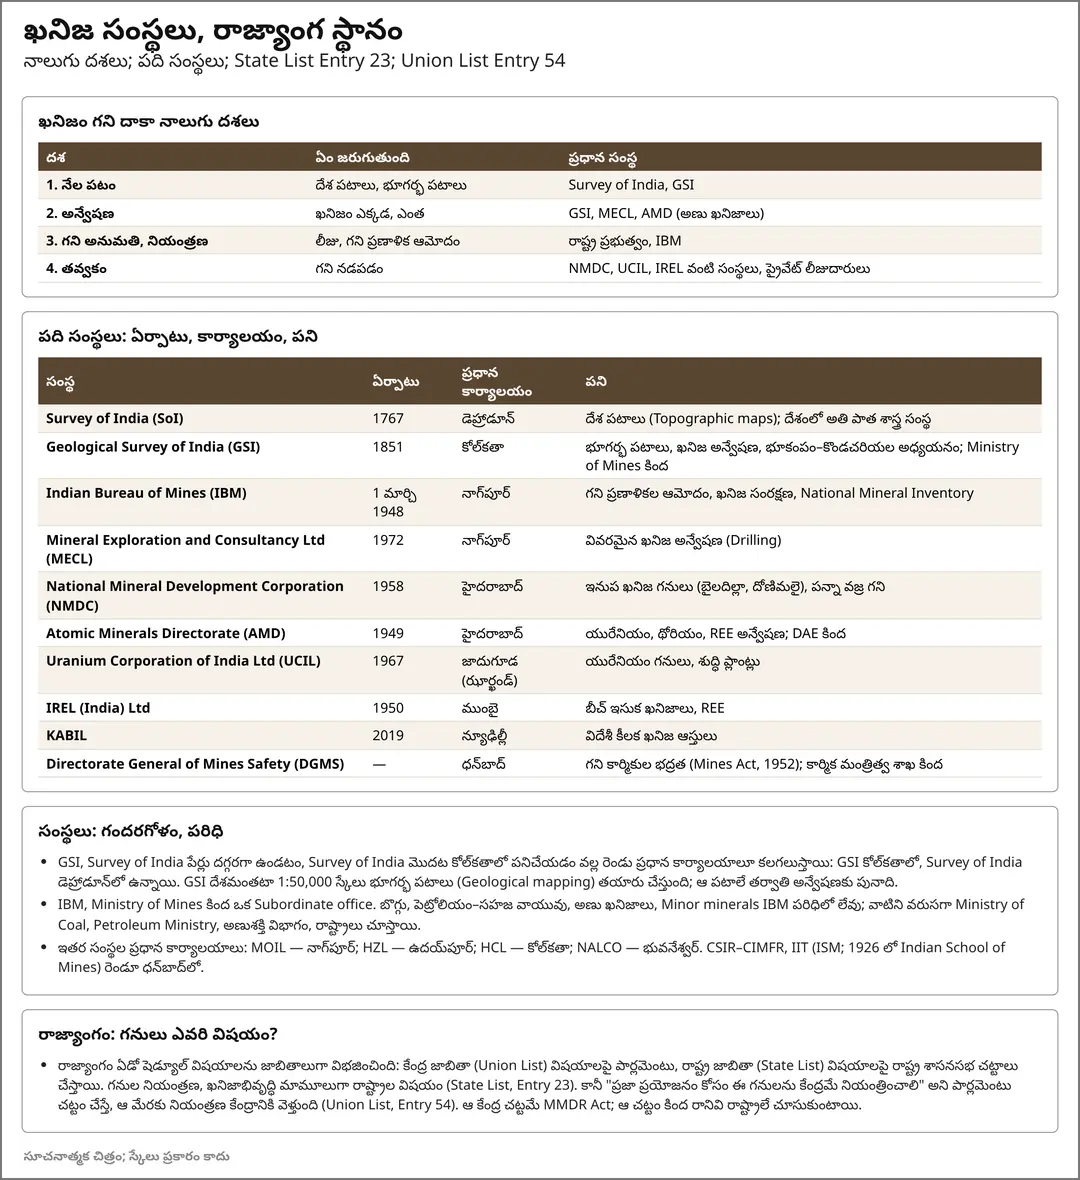 ఖనిజ సంస్థలు, రాజ్యాంగ స్థానం
నాలుగు దశలు; పది సంస్థలు; State List Entry 23; Union List Entry 54
ఖనిజం గని దాకా నాలుగు దశలు
దశ ఏం జరుగుతుంది ప్రధాన సంస్థ
1. నేల పటం దేశ పటాలు, భూగర్భ పటాలు Survey of India, GSI
2. అన్వేషణ ఖనిజం ఎక్కడ, ఎంత GSI, MECL, AMD (అణు ఖనిజాలు)
3. గని అనుమతి, నియంత్రణ లీజు, గని ప్రణాళిక ఆమోదం రాష్ట్ర ప్రభుత్వం, IBM
4. తవ్వకం గని నడపడం NMDC, UCIL, IREL వంటి సంస్థలు, ప్రైవేట్ లీజుదారులు
పది సంస్థలు: ఏర్పాటు, కార్యాలయం, పని
సంస్థ ఏర్పాటు ప్రధాన కార్యాలయం పని
Survey of India (SoI) 1767 డెహ్రాడూన్ దేశ పటాలు (Topographic maps); దేశంలో అతి పాత శాస్త్ర సంస్థ
Geological Survey of India (GSI) 1851 కోల్‌కతా భూగర్భ పటాలు, ఖనిజ అన్వేషణ, భూకంపం–కొండచరియల అధ్యయనం; Ministry
of Mines కింద
Indian Bureau of Mines (IBM) 1 మార్చి 1948 నాగ్‌పూర్ గని ప్రణాళికల ఆమోదం, ఖనిజ సంరక్షణ, National Mineral Inventory
Mineral Exploration and Consultancy Ltd (MECL) 1972 నాగ్‌పూర్ వివరమైన ఖనిజ అన్వేషణ (Drilling)
National Mineral Development Corporation (NMDC) 1958 హైదరాబాద్ ఇనుప ఖనిజ గనులు (బైలదిల్లా, దోణిమలై), పన్నా వజ్ర గని
Atomic Minerals Directorate (AMD) 1949 హైదరాబాద్ యురేనియం, థోరియం, REE అన్వేషణ; DAE కింద
Uranium Corporation of India Ltd (UCIL) 1967 జాదుగూడ (ఝార్ఖండ్) యురేనియం గనులు, శుద్ధి ప్లాంట్లు
IREL (India) Ltd 1950 ముంబై బీచ్ ఇసుక ఖనిజాలు, REE
KABIL 2019 న్యూఢిల్లీ విదేశీ కీలక ఖనిజ ఆస్తులు
Directorate General of Mines Safety (DGMS) — ధన్‌బాద్ గని కార్మికుల భద్రత (Mines Act, 1952); కార్మిక మంత్రిత్వ శాఖ కింద
సంస్థలు: గందరగోళం, పరిధి
• GSI, Survey of India పేర్లు దగ్గరగా ఉండటం, Survey of India మొదట కోల్‌కతాలో పనిచేయడం వల్ల రెండు ప్రధాన కార్యాలయాలూ కలగలుస్తాయి: GSI కోల్‌కతాలో, Survey of India
డెహ్రాడూన్‌లో ఉన్నాయి. GSI దేశమంతటా 1:50,000 స్కేలు భూగర్భ పటాలు (Geological mapping) తయారు చేస్తుంది; ఆ పటాలే తర్వాతి అన్వేషణకు పునాది.
• IBM, Ministry of Mines కింద ఒక Subordinate office. బొగ్గు, పెట్రోలియం–సహజ వాయువు, అణు ఖనిజాలు, Minor minerals IBM పరిధిలో లేవు; వాటిని వరుసగా Ministry of
Coal, Petroleum Ministry, అణుశక్తి విభాగం, రాష్ట్రాలు చూస్తాయి.
• ఇతర సంస్థల ప్రధాన కార్యాలయాలు: MOIL — నాగ్‌పూర్; HZL — ఉదయ్‌పూర్; HCL — కోల్‌కతా; NALCO — భువనేశ్వర్. CSIR–CIMFR, IIT (ISM; 1926 లో Indian School of
Mines) రెండూ ధన్‌బాద్‌లో.
రాజ్యాంగం: గనులు ఎవరి విషయం?
• రాజ్యాంగం ఏడో షెడ్యూల్ విషయాలను జాబితాలుగా విభజించింది: కేంద్ర జాబితా (Union List) విషయాలపై పార్లమెంటు, రాష్ట్ర జాబితా (State List) విషయాలపై రాష్ట్ర శాసనసభ చట్టాలు
చేస్తాయి. గనుల నియంత్రణ, ఖనిజాభివృద్ధి మామూలుగా రాష్ట్రాల విషయం (State List, Entry 23). కానీ "ప్రజా ప్రయోజనం కోసం ఈ గనులను కేంద్రమే నియంత్రించాలి" అని పార్లమెంటు
చట్టం చేస్తే, ఆ మేరకు నియంత్రణ కేంద్రానికి వెళ్తుంది (Union List, Entry 54). ఆ కేంద్ర చట్టమే MMDR Act; ఆ చట్టం కింద రానివి రాష్ట్రాలే చూసుకుంటాయి.
సూచనాత్మక చిత్రం; స్కేలు ప్రకారం కాదు